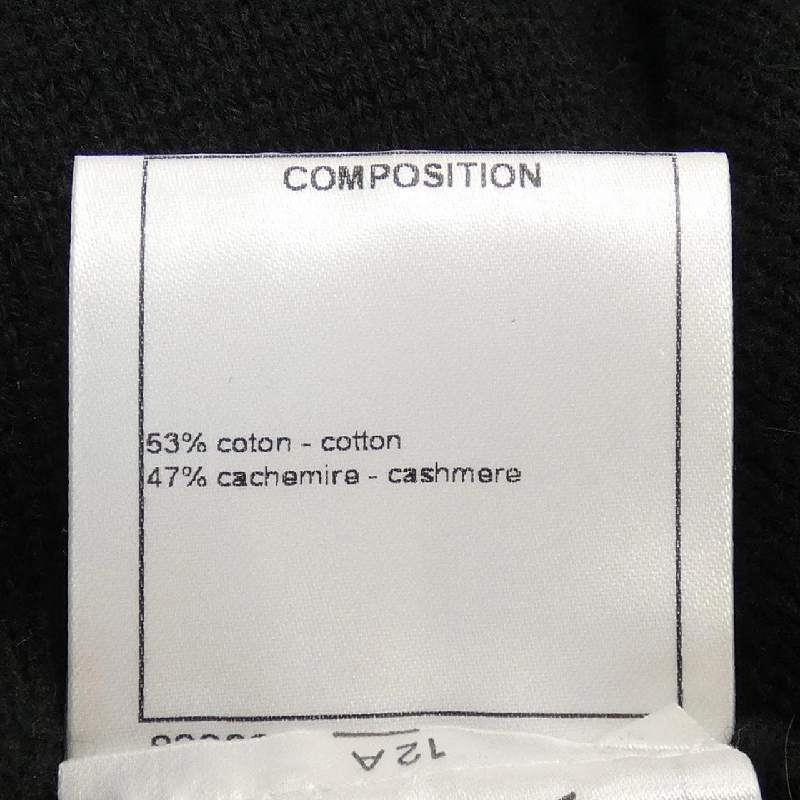 COMPOSITION
53% coton - cotton
47% cachemire - cashmere
12A